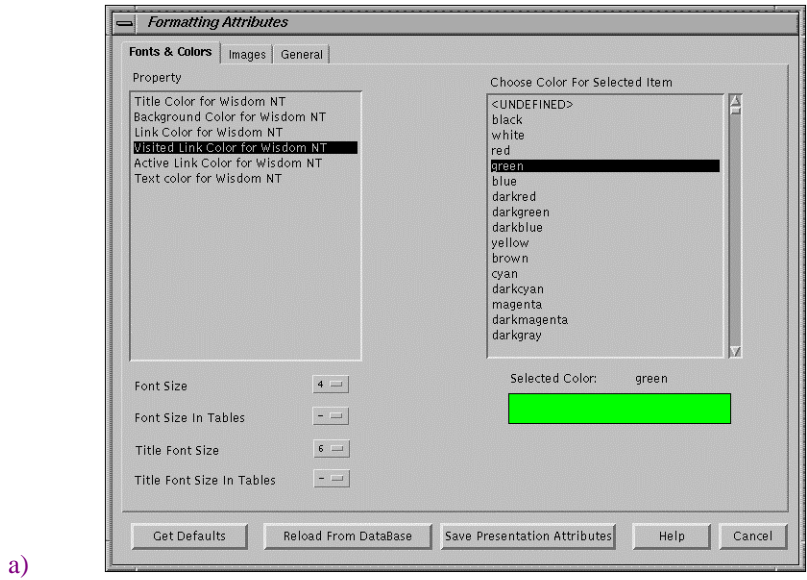 Formatting Attributes
Fonts & Colors Images General
Property
Title Color for Wisdom NT
Background Color for Wisdom NT
Link Color for Wisdom NT
Visited Link Color for Wisdom NT
Active Link Color for Wisdom NT
Text color for Wisdom NT
Choose Color For Selected Item
<UNDEFINED>
black
white
red
green
blue
darkred
darkgreen
darkblue
yellow
brown
cyan
darkcyan
magenta
darkmagenta
darkgray
Font Size 4
Font Size In Tables -
Title Font Size 6
Title Font Size In Tables -
Selected Color: green
Get Defaults Reload From DataBase Save Presentation Attributes Help Cancel
a)